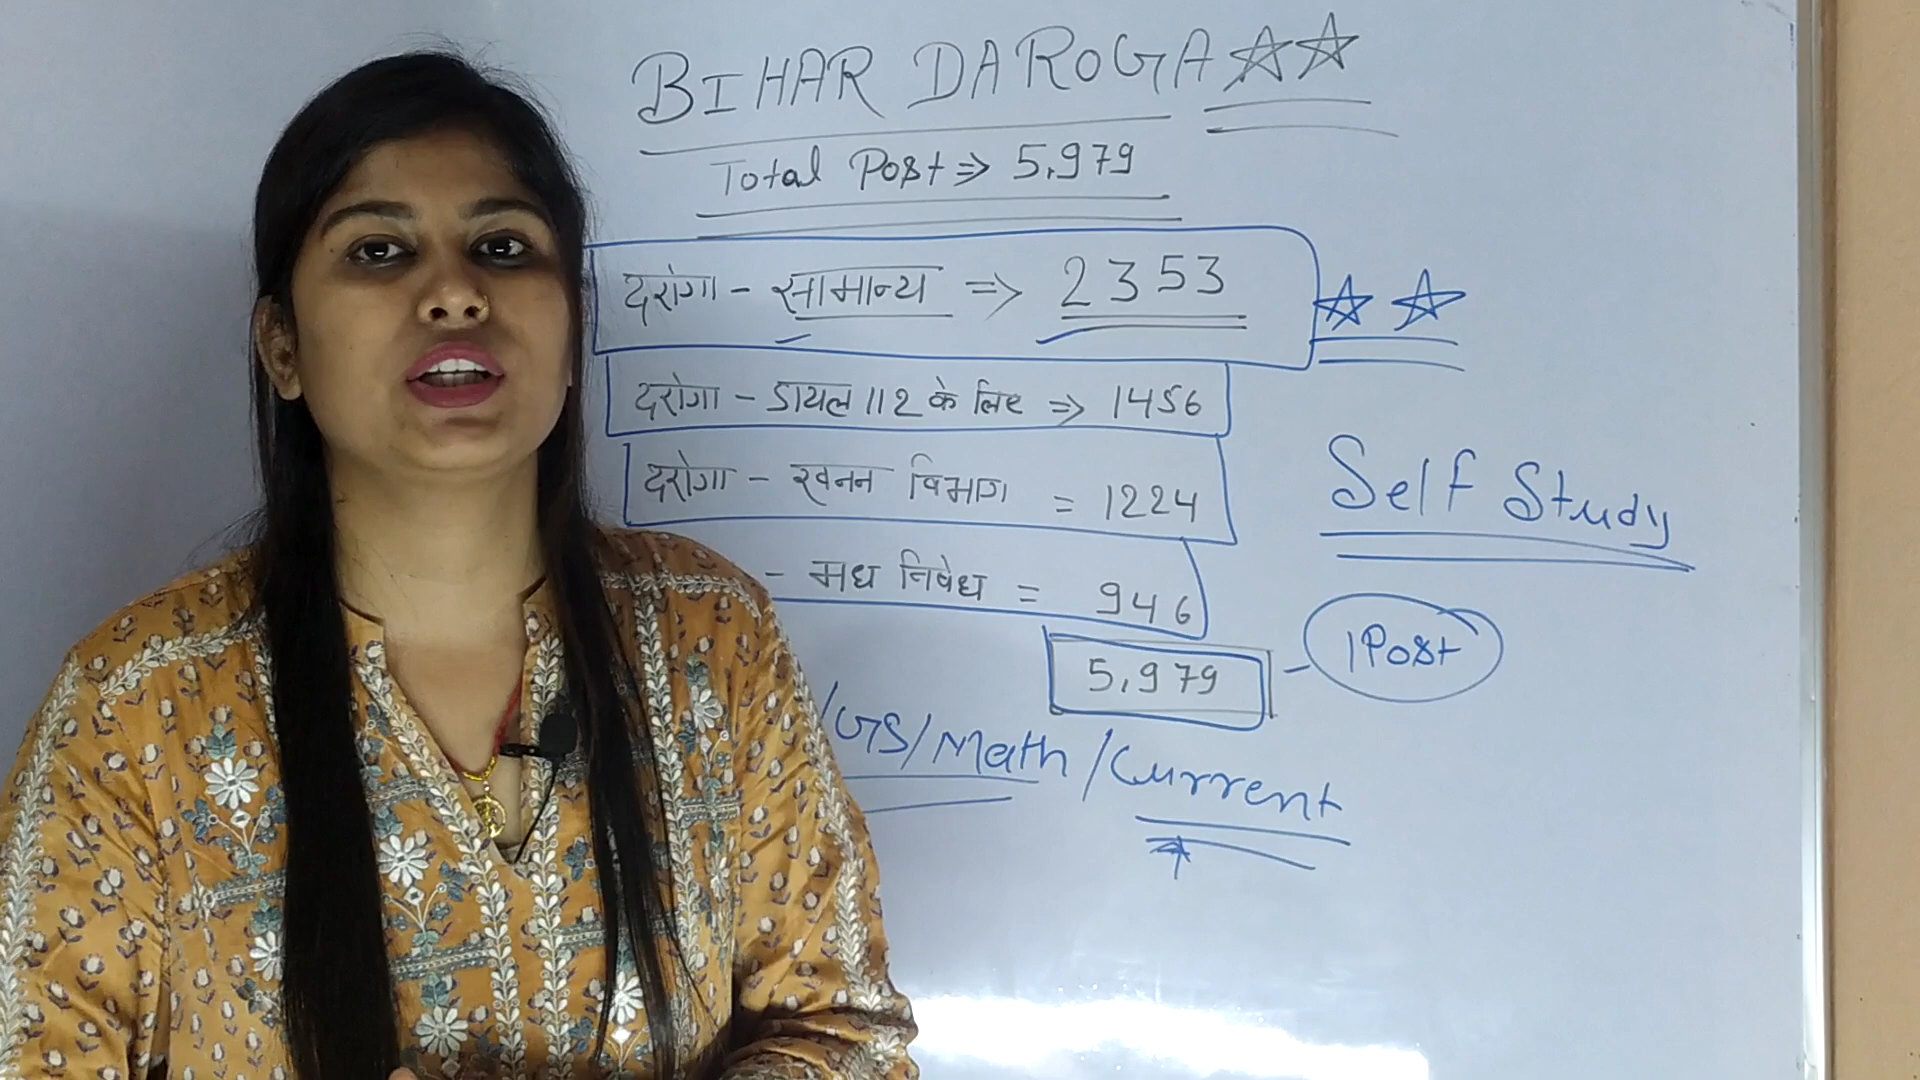 BIHAR DAROGA
Total Post => 5,979
दरोगा - सामान्य => 2353
दरोगा - डायल 112 के लिए => 1456
दरोगा - खनन विभाग = 1224
- मध निषेध = 946
5,979 - 1Post
Self Study
/GS/Math/Current